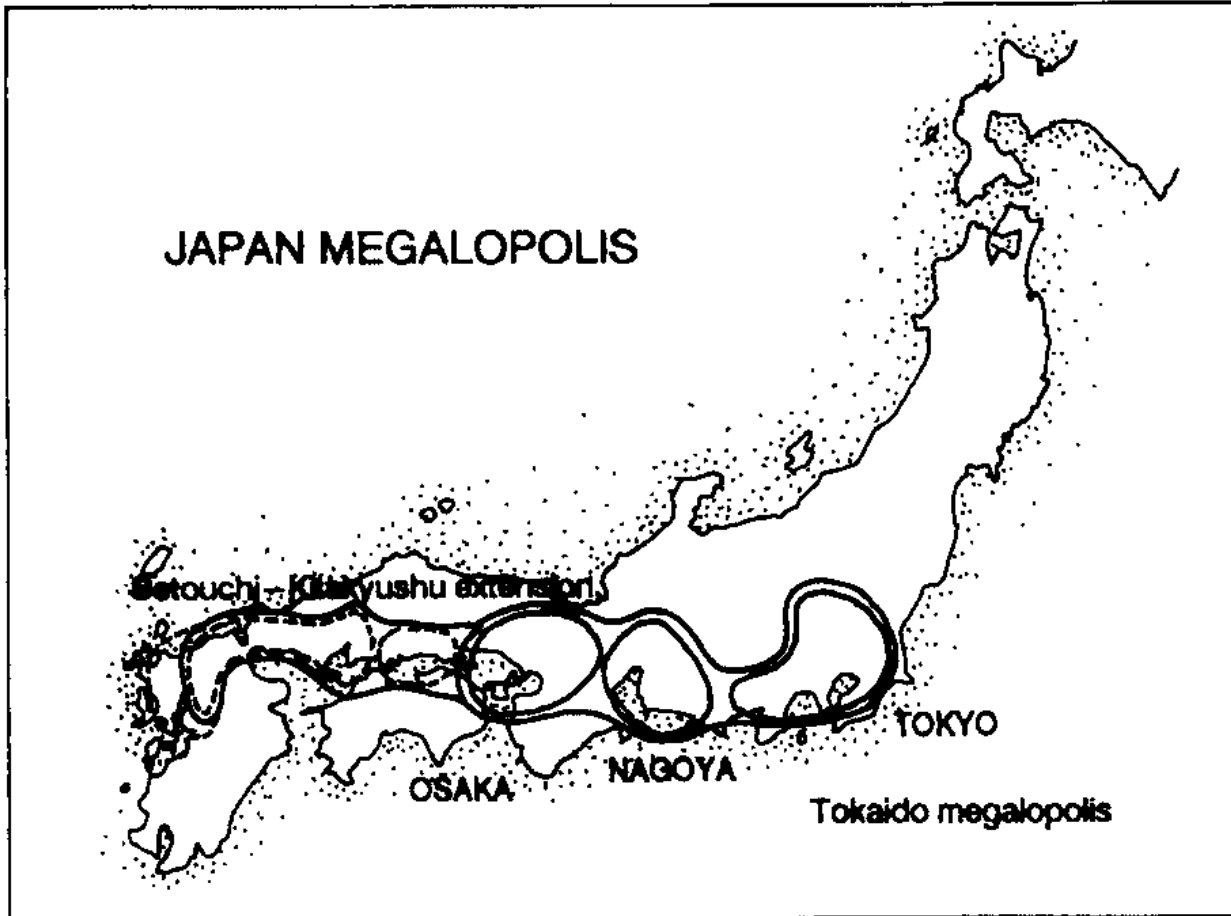 JAPAN MEGALOPOLIS
Setouchi - Kitakyushu extension
TOKYO
NAGOYA
OSAKA
Tokaido megalopolis